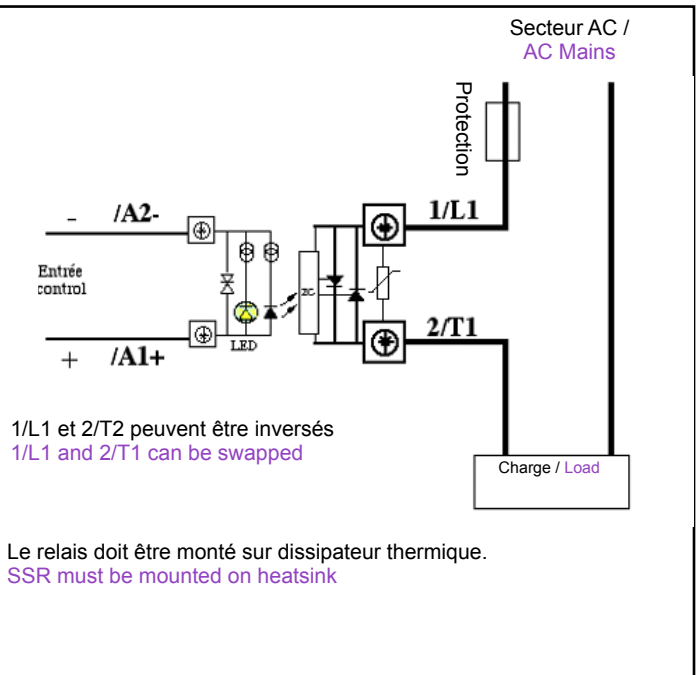 Secteur AC /
AC Mains
Protection
1/L1
- /A2-
Entrée
control
ZC
LED
2/T1
+ /A1+
1/L1 et 2/T2 peuvent être inversés
1/L1 and 2/T1 can be swapped
Charge / Load
Le relais doit être monté sur dissipateur thermique.
SSR must be mounted on heatsink